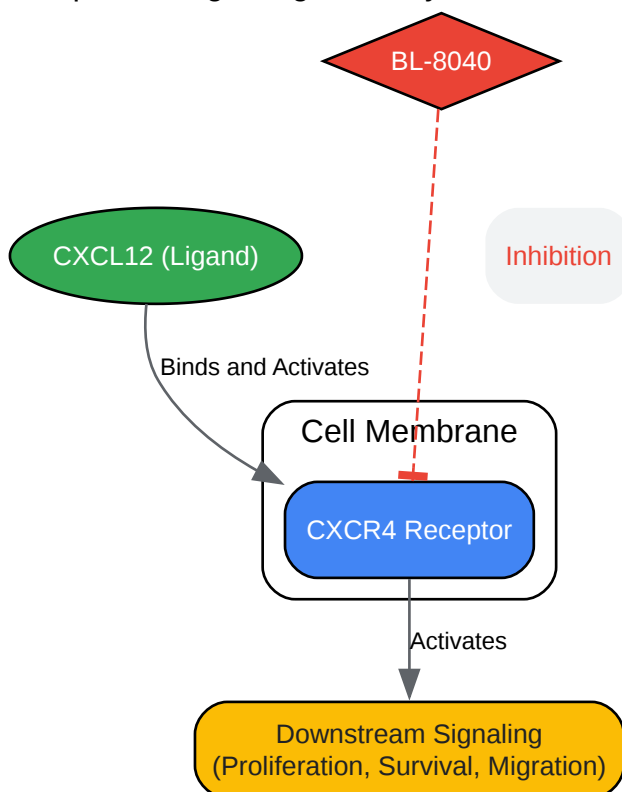 BL-8040
CXCL12 (Ligand)
Inhibition
Binds and Activates
Cell Membrane
CXCR4 Receptor
Activates
Downstream Signaling
(Proliferation, Survival, Migration)